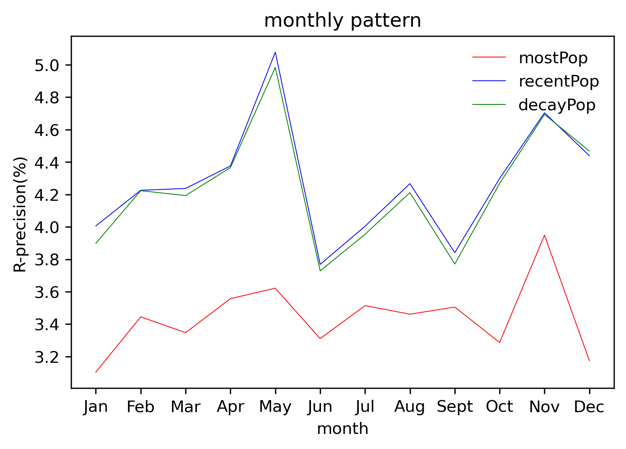 monthly pattern
mostPop
recentPop
decayPop
R-precision(%)
5.0
4.8
4.6
4.4
4.2
4.0
3.8
3.6
3.4
3.2
Jan Feb Mar Apr May Jun Jul Aug Sept Oct Nov Dec
month